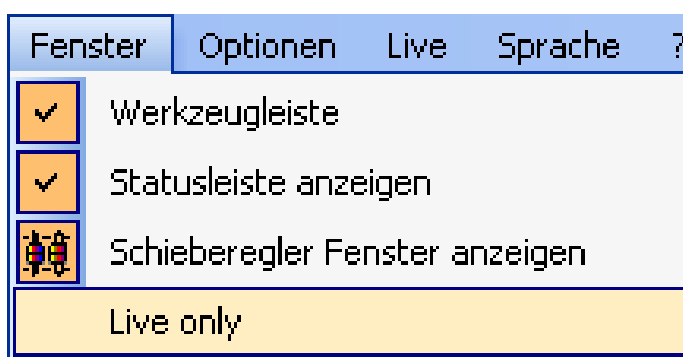 Fenster Optionen Live Sprache ?
Werkzeugleiste
Statusleiste anzeigen
Schieberegler Fenster anzeigen
Live only